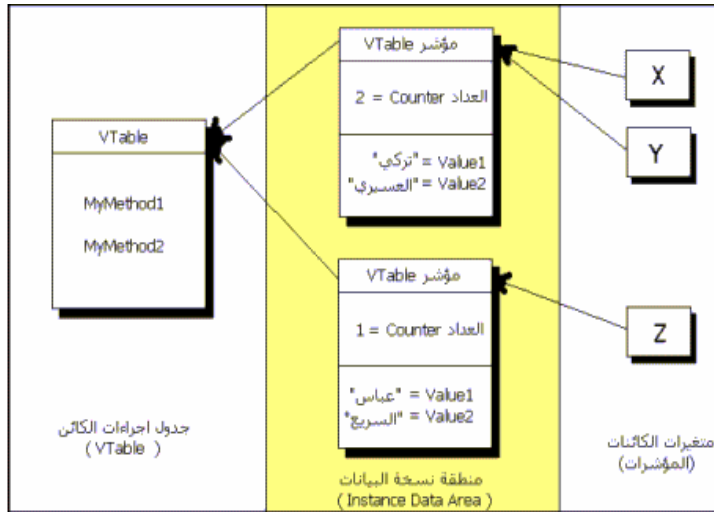 VTable
MyMethod1
MyMethod2
جدول اجراءات الكائن
( VTable )
مؤشر VTable
العداد Counter = 2
Value1 = "تركي"
Value2 = "العسيري"
مؤشر VTable
العداد Counter = 1
Value1 = "عباس"
Value2 = "السريع"
منطقة نسخة البيانات
( Instance Data Area )
X
Y
Z
متغيرات الكائنات
(المؤشرات)